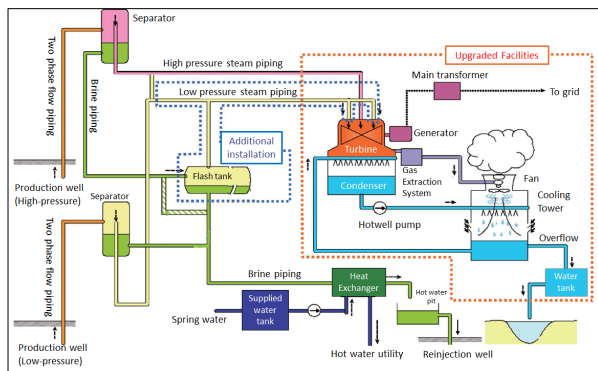 Separator
Upgraded Facilities
Two phase flow piping
Brine piping
High pressure steam piping
Main transformer
Low pressure steam piping
To grid
Additional
installation
Generator
Turbine
Flash tank
Gas
Extraction
System
Condenser
Fan
Cooling
Tower
Production well
(High-pressure)
Separator
Hotwell pump
Overflow
Two phase flow piping
Brine piping
Heat
Exchanger
Hot water
pit
Water
tank
Spring water
Supplied
water
tank
Production well
(Low-pressure)
Hot water utility
Reinjection well